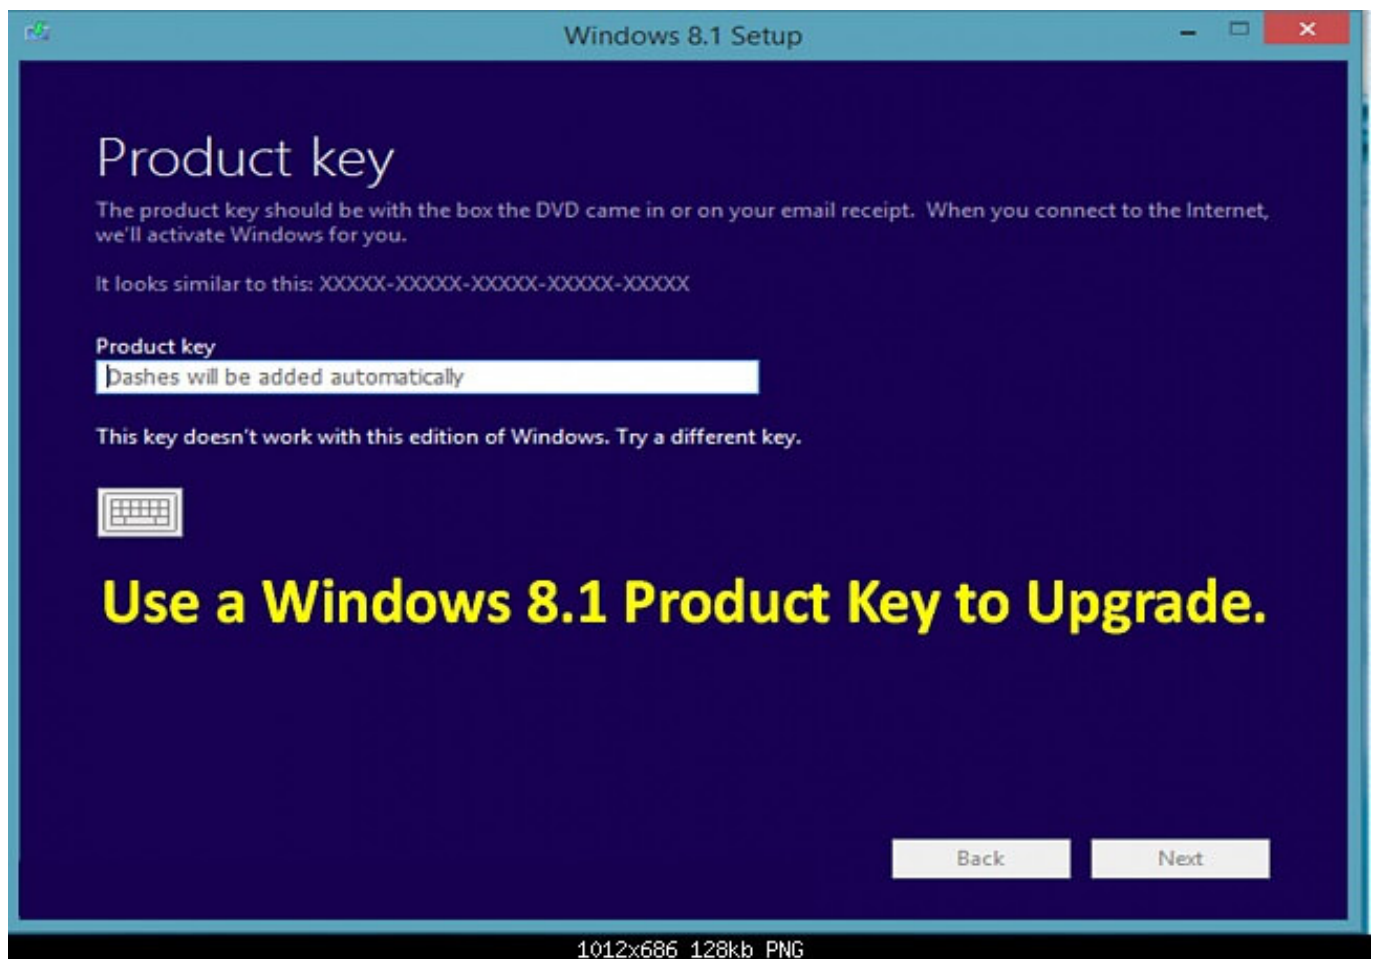 Windows 8.1 Setup
Product key
The product key should be with the box the DVD came in or on your email receipt.  When you connect to the Internet,
we'll activate Windows for you.
It looks similar to this: XXXXX-XXXXX-XXXXX-XXXXX-XXXXX
Product key
Dashes will be added automatically
This key doesn't work with this edition of Windows. Try a different key.
Use a Windows 8.1 Product Key to Upgrade.
Back
Next
1012x686 128kb PNG